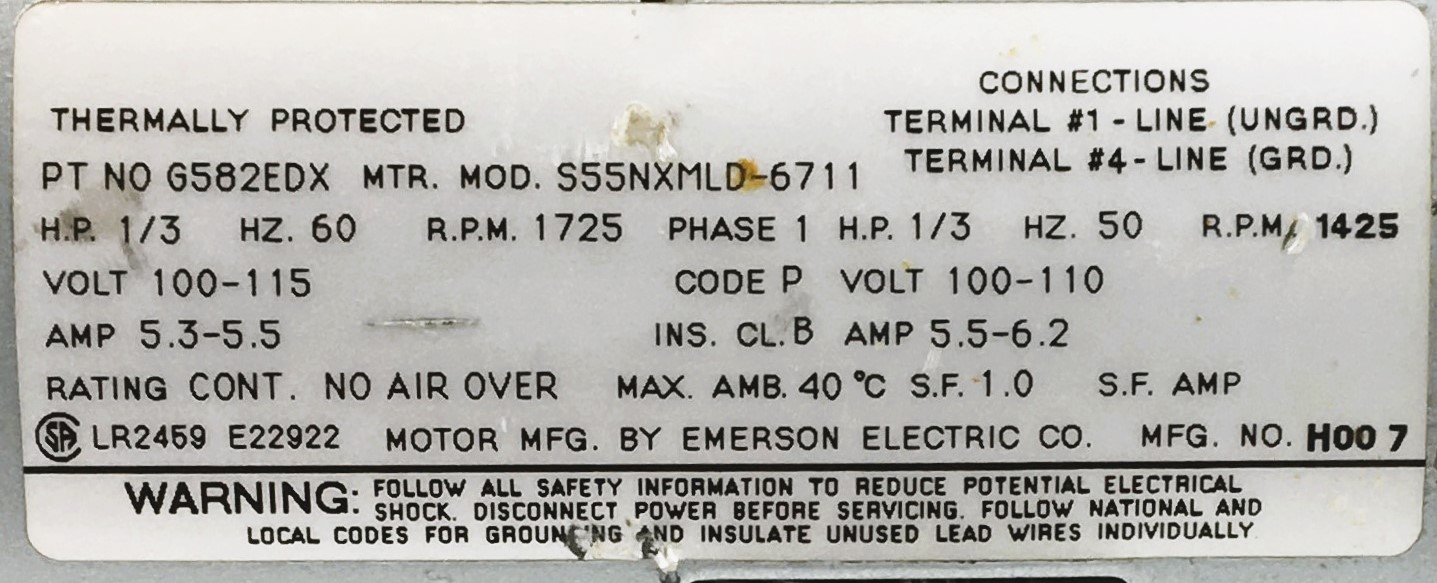 CONNECTIONS
THERMALLY PROTECTED TERMINAL #1 - LINE (UNGRD.)
PT NO G582EDX MTR. MOD. S55NXMLD-6711 TERMINAL #4 - LINE (GRD.)
H.P. 1/3 HZ. 60 R.P.M. 1725 PHASE 1 H.P. 1/3 HZ. 50 R.P.M. 1425
VOLT 100-115 CODE P VOLT 100-110
AMP 5.3-5.5 INS. CL. B AMP 5.5-6.2
RATING CONT. NO AIR OVER MAX. AMB. 40 °C S.F. 1.0 S.F. AMP
SA LR2459 E22922 MOTOR MFG. BY EMERSON ELECTRIC CO. MFG. NO. H00 7
WARNING: FOLLOW ALL SAFETY INFORMATION TO REDUCE POTENTIAL ELECTRICAL
SHOCK. DISCONNECT POWER BEFORE SERVICING. FOLLOW NATIONAL AND
LOCAL CODES FOR GROUNDING AND INSULATE UNUSED LEAD WIRES INDIVIDUALLY